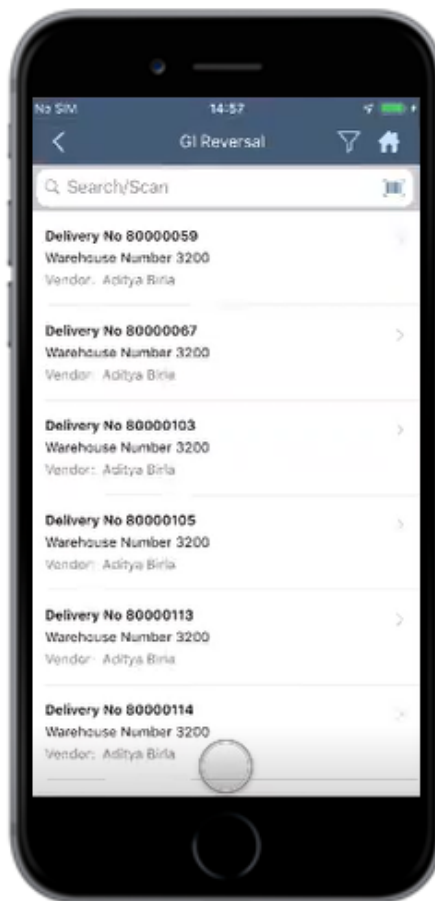 No SIM 14:57
GI Reversal
Search/Scan
Delivery No 80000059
Warehouse Number 3200
Vendor: Aditya Birla
Delivery No 80000067
Warehouse Number 3200
Vendor: Aditya Birla
Delivery No 80000103
Warehouse Number 3200
Vendor: Aditya Birla
Delivery No 80000105
Warehouse Number 3200
Vendor: Aditya Birla
Delivery No 80000113
Warehouse Number 3200
Vendor: Aditya Birla
Delivery No 80000114
Warehouse Number 3200
Vendor: Aditya Birla